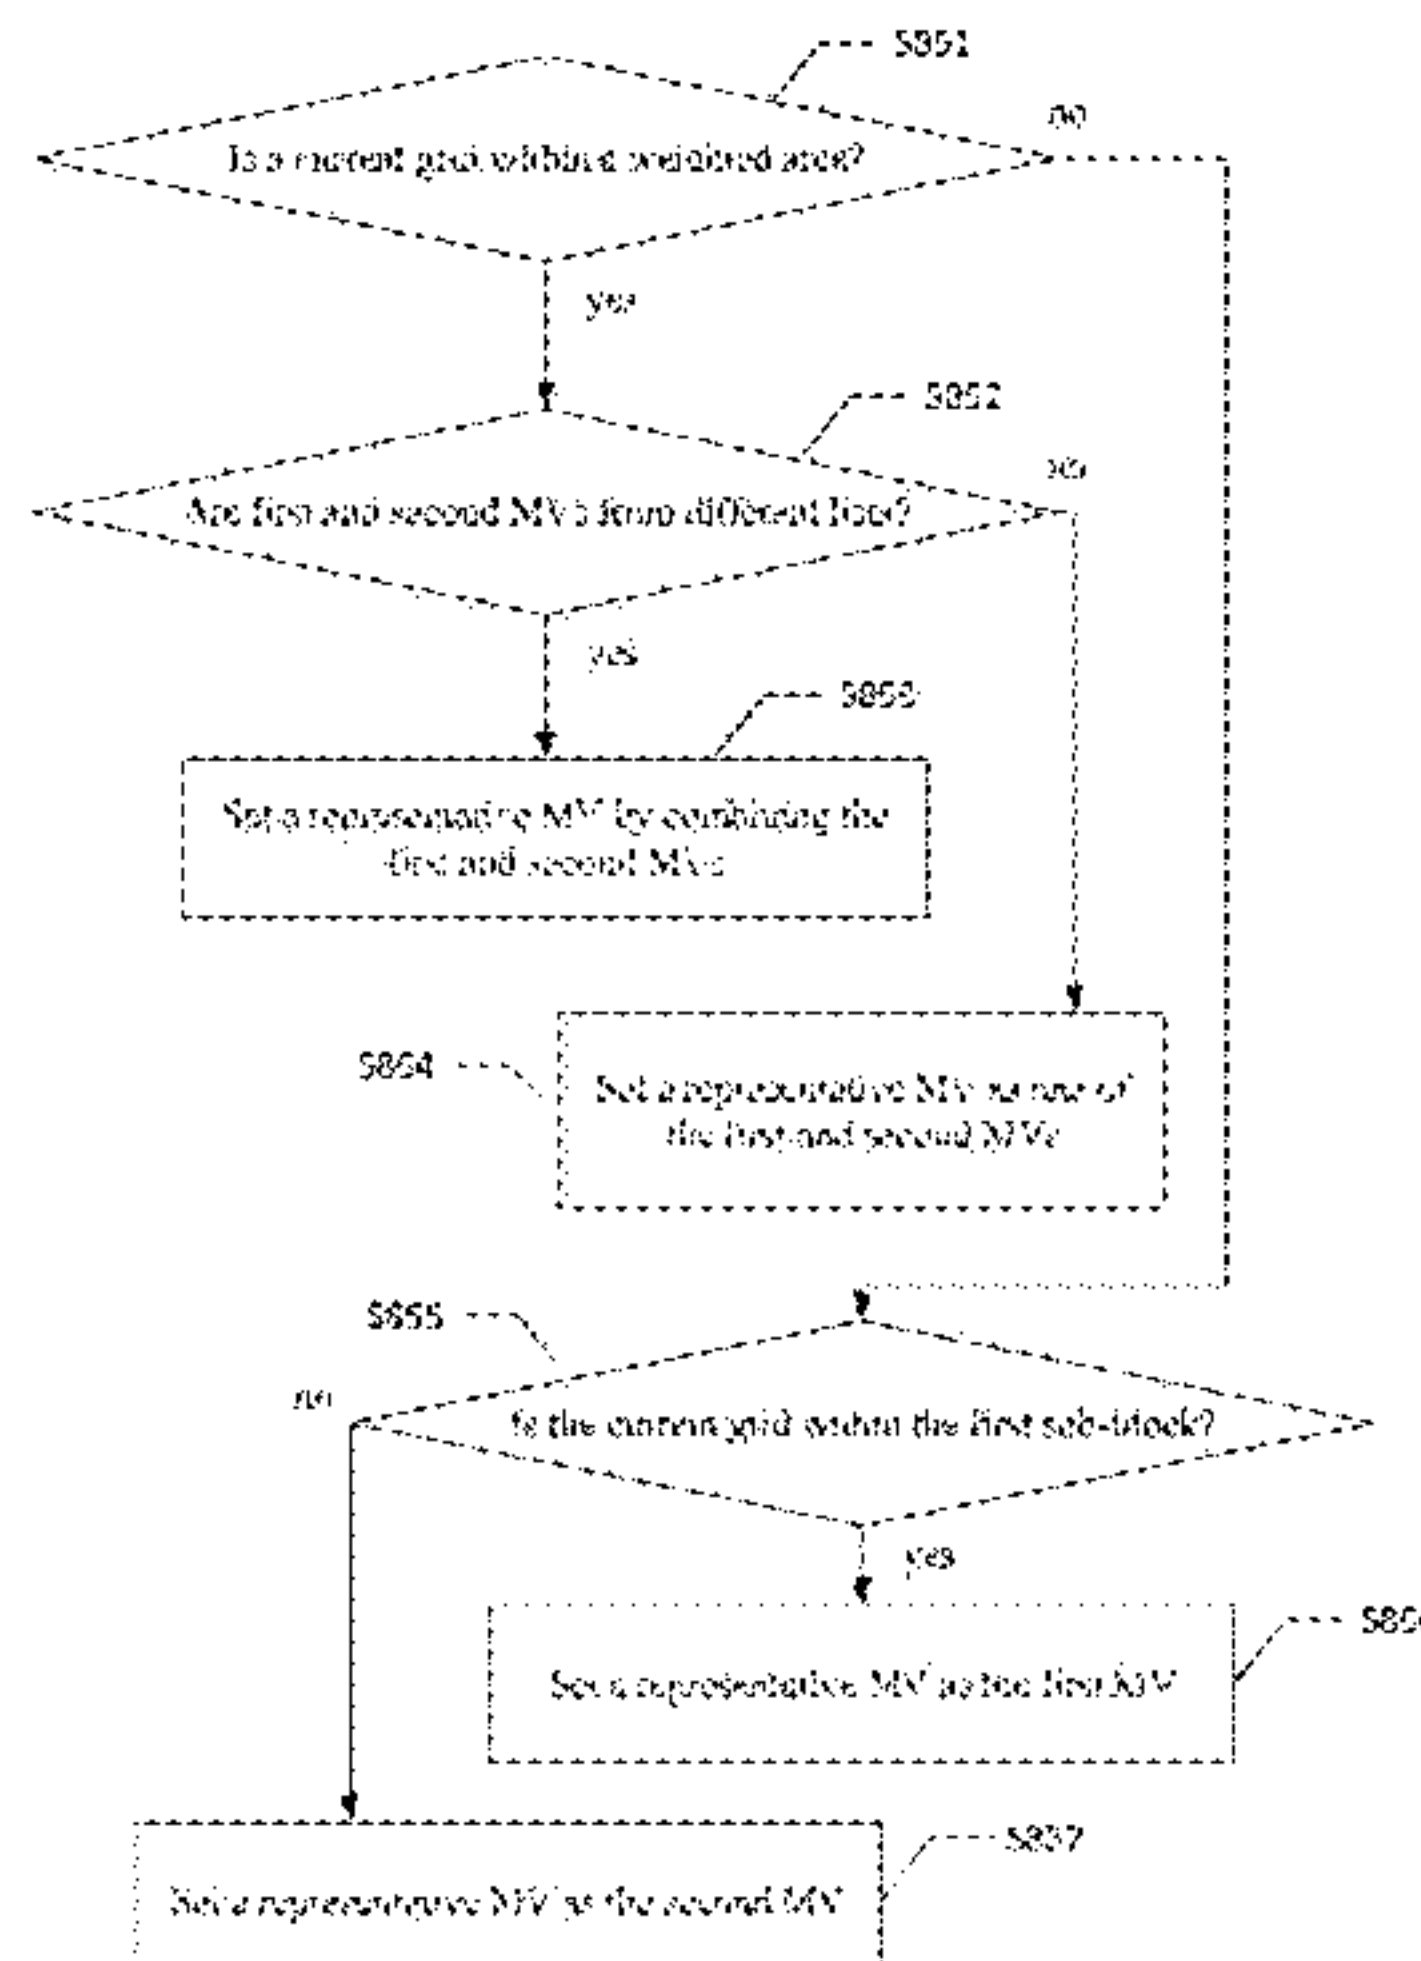 S851
no
Is a current grid within a weighted area?
yes
S852
no
Are first and second MVs from different lists?
yes
S853
Set a representative MV by combining the
first and second MVs
S854
Set a representative MV as one of
the first and second MVs
S855
no
Is the current grid within the first sub-block?
yes
S856
Set a representative MV as the first MV
S857
Set a representative MV as the second MV